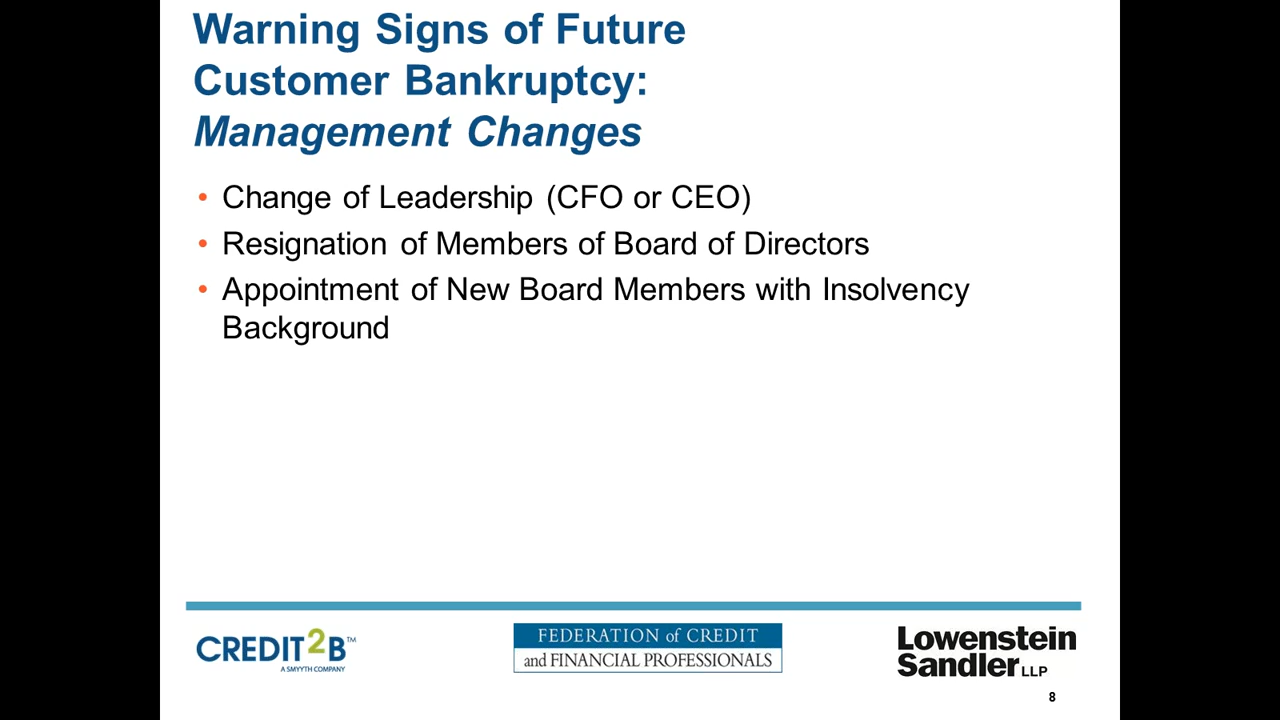 Warning Signs of Future
Customer Bankruptcy:
Management Changes
• Change of Leadership (CFO or CEO)
• Resignation of Members of Board of Directors
• Appointment of New Board Members with Insolvency
Background
CREDIT2B™
A SMYYTH COMPANY
FEDERATION of CREDIT
and FINANCIAL PROFESSIONALS
Lowenstein
Sandler LLP
8